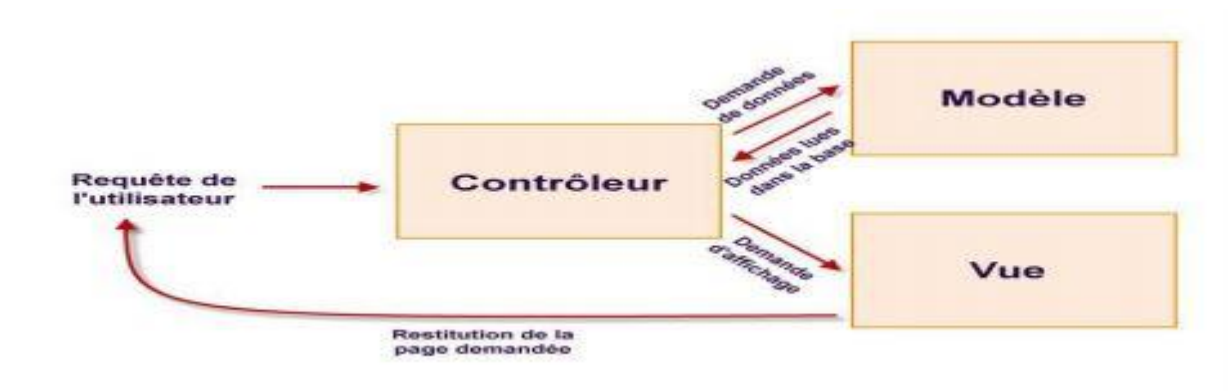 Requête de
l'utilisateur
Contrôleur
Demande
de données
Données lues
dans la base
Modèle
Demande
d'affichage
Vue
Restitution de la
page demandée